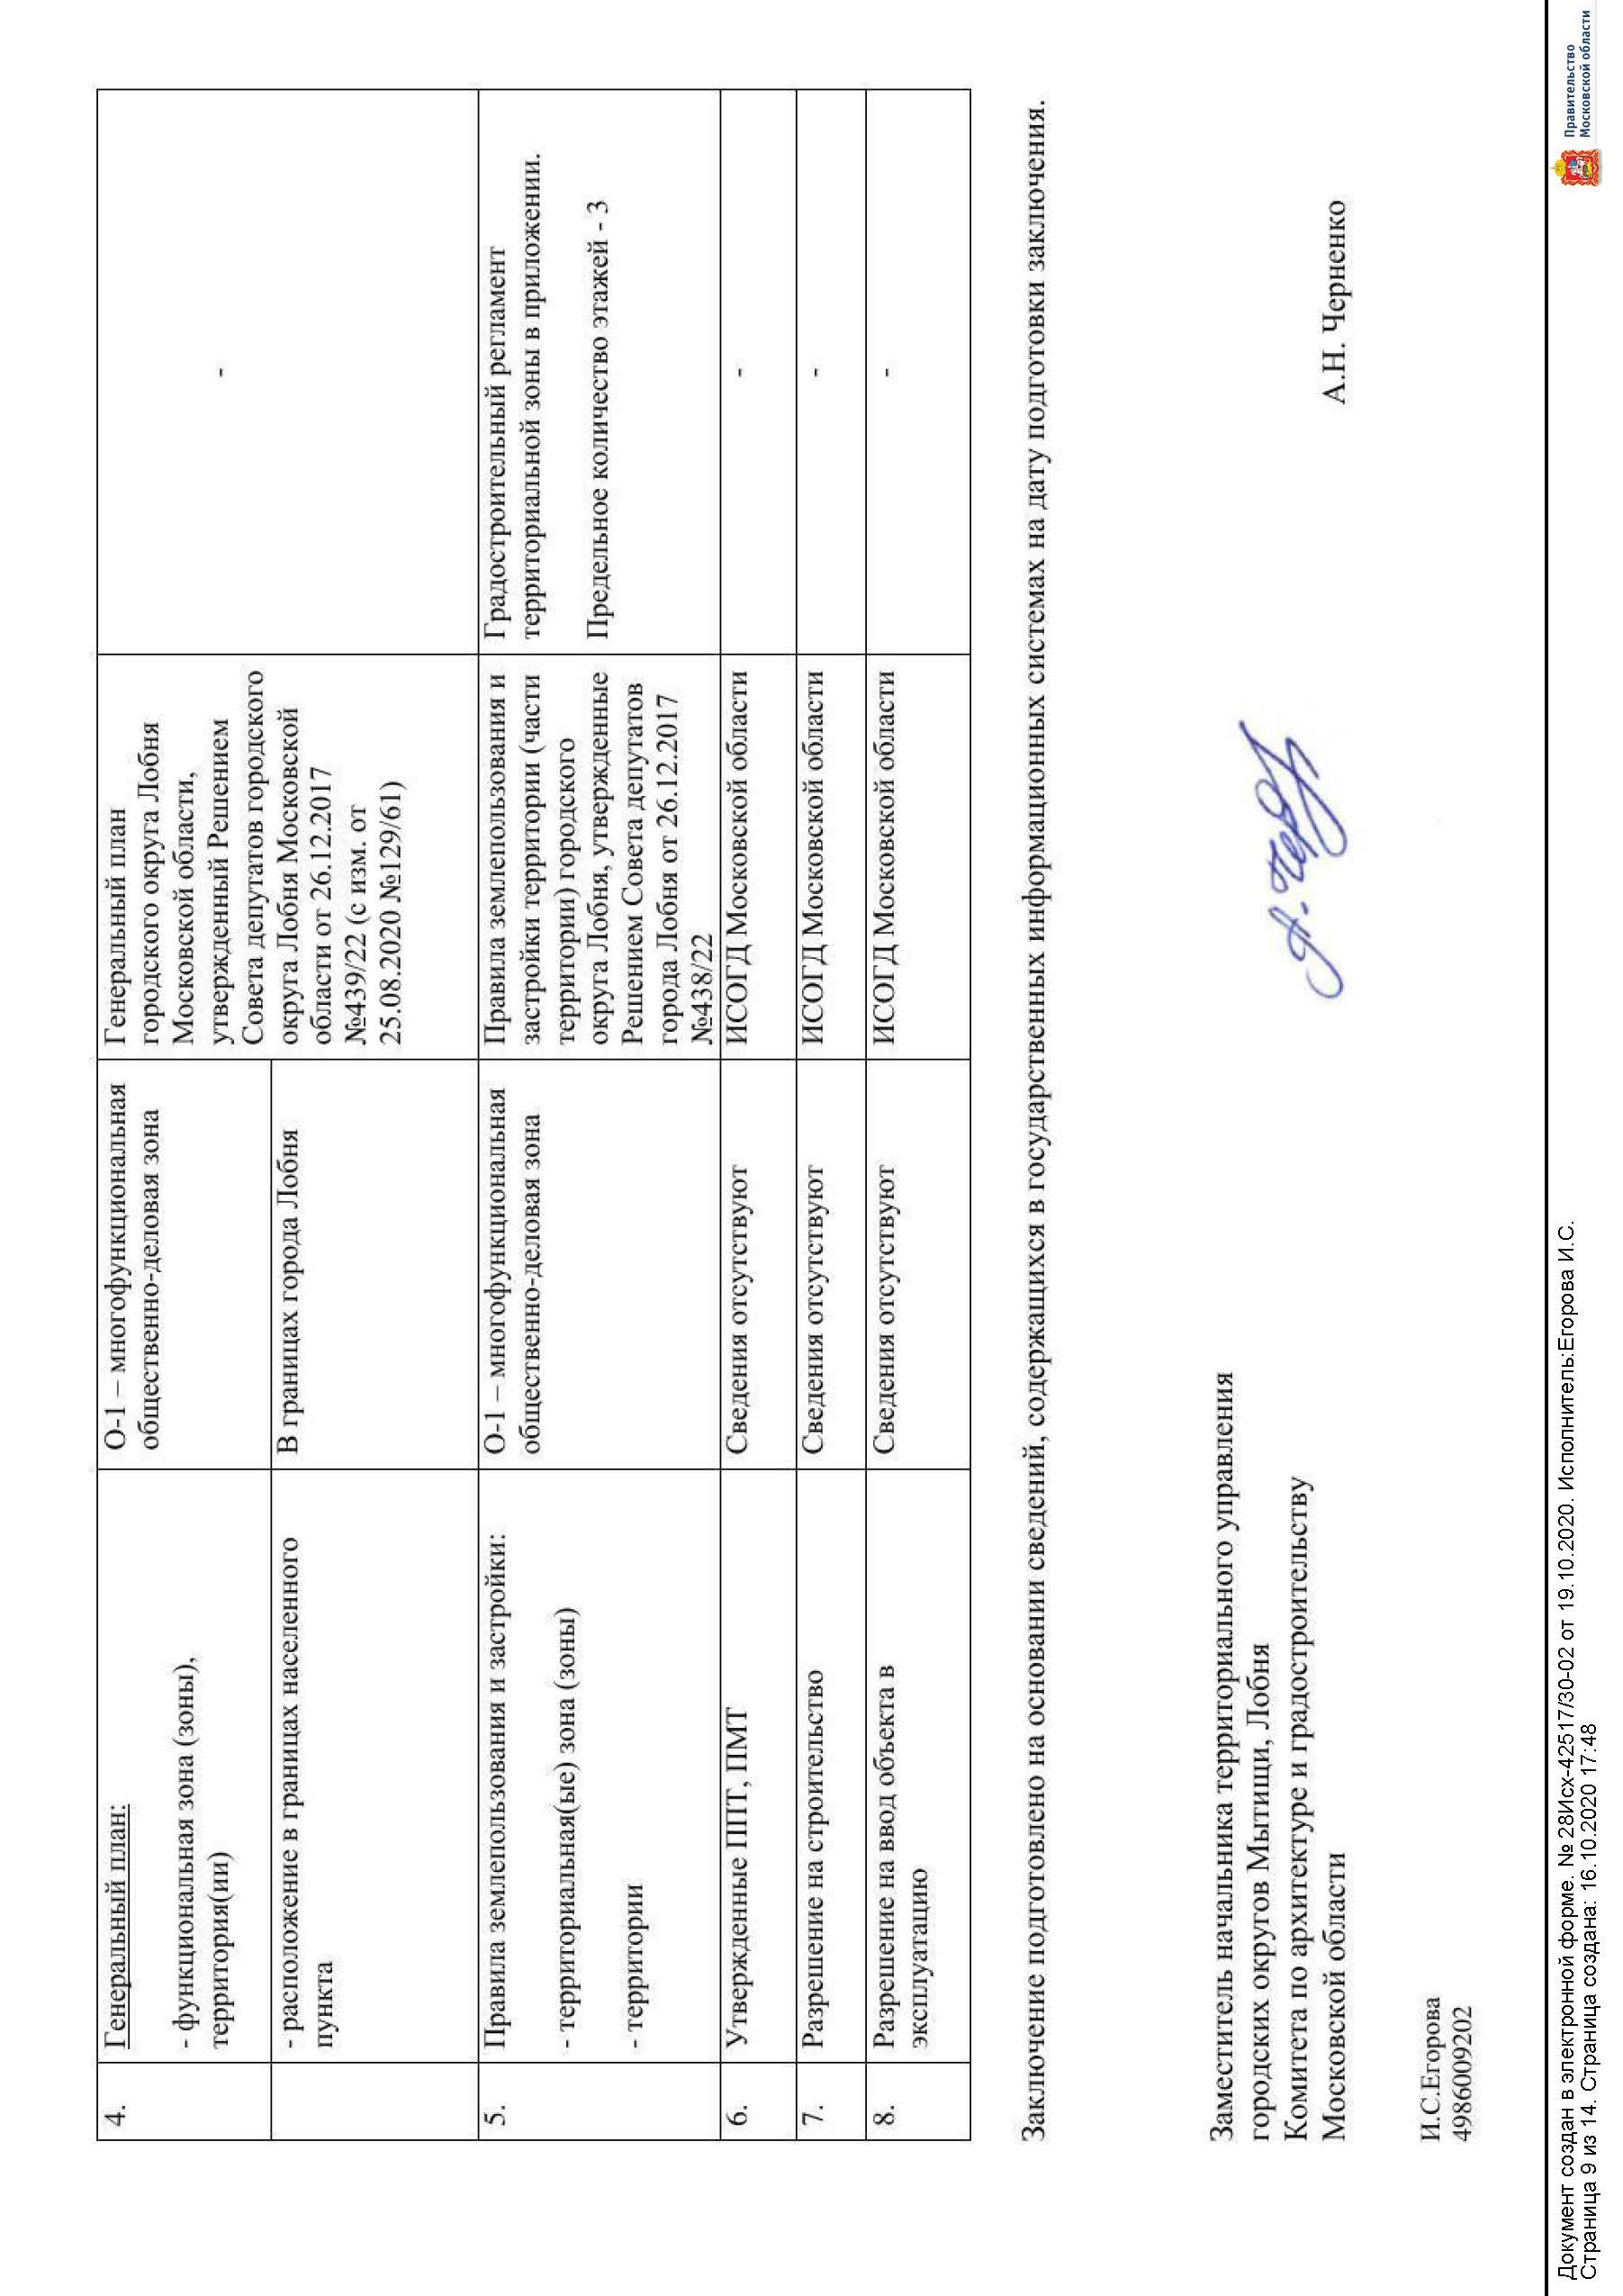 4.
Генеральный план:
- функциональная зона (зоны),
территория(ии)
О-1 – многофункциональная
общественно-деловая зона
Генеральный план
городского округа Лобня
Московской области,
утвержденный Решением
Совета депутатов городского
округа Лобня Московской
области от 26.12.2017
№439/22 (с изм. от
25.08.2020 №129/61)
-
- расположение в границах населенного
пункта
В границах города Лобня
5.
Правила землепользования и застройки:
- территориальная(ые) зона (зоны)
- территории
О-1 – многофункциональная
общественно-деловая зона
Правила землепользования и
застройки территории (части
территории) городского
округа Лобня, утвержденные
Решением Совета депутатов
города Лобня от 26.12.2017
№438/22
Градостроительный регламент
территориальной зоны в приложении.
Предельное количество этажей - 3
6.
Утвержденные ППТ, ПМТ
Сведения отсутствуют
ИСОГД Московской области
-
7.
Разрешение на строительство
Сведения отсутствуют
ИСОГД Московской области
-
8.
Разрешение на ввод объекта в
эксплуатацию
Сведения отсутствуют
ИСОГД Московской области
-
Заключение подготовлено на основании сведений, содержащихся в государственных информационных системах на дату подготовки заключения.
Заместитель начальника территориального управления
городских округов Мытищи, Лобня
Комитета по архитектуре и градостроительству
Московской области
А.Н. Черненко
И.С.Егорова
4986009202
Документ создан в электронной форме. № 28Исх-42517/30-02 от 19.10.2020. Исполнитель:Егорова И.С.
Страница 9 из 14. Страница создана: 16.10.2020 17:48
Правительство
Московской области